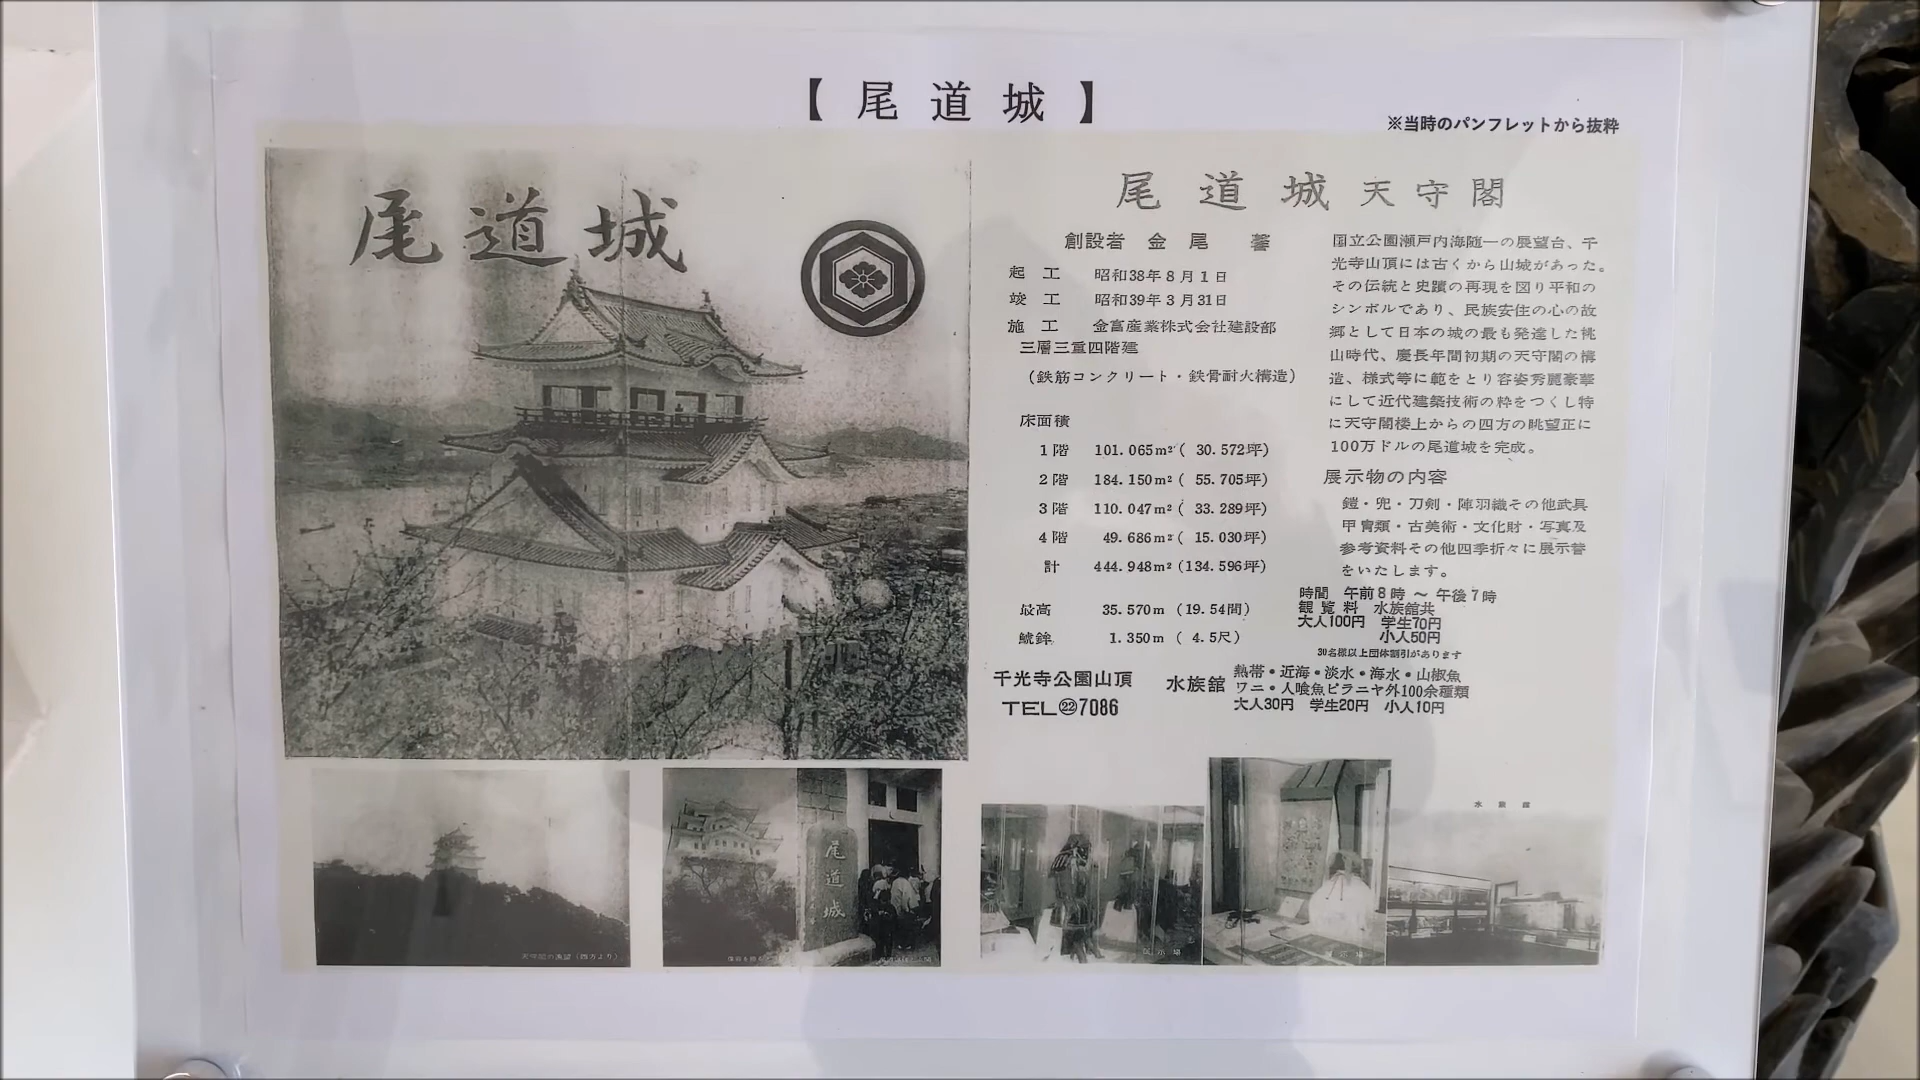 【尾道城】
※当時のパンフレットから抜粋
尾道城
尾道城 天守閣
創設者 金尾 馨
起工 昭和38年8月1日
竣工 昭和39年3月31日
施工 金富産業株式会社建設部
三層三重四階建
(鉄筋コンクリート・鉄骨耐火構造)
床面積
1階 101.065m²(30.572坪)
2階 184.150m²(55.705坪)
3階 110.047m²(33.289坪)
4階 49.686m²(15.030坪)
計 444.948m²(134.596坪)
最高 35.570m(19.54間)
鯱鉾 1.350m(4.5尺)
千光寺公園山頂
TEL㉒7086
国立公園瀬戸内海随一の展望台、千
光寺山頂には古くから山城があった。
その伝統と史蹟の再現を図り平和の
シンボルであり、民族安住の心の故
郷として日本の城の最も発達した桃
山時代、慶長年間初期の天守閣の構
造、様式等に範をとり容姿秀麗豪華
にして近代建築技術の粋をつくし特
に天守閣楼上からの四方の眺望正に
100万ドルの尾道城を完成。
展示物の内容
鎧・兜・刀剣・陣羽織その他武具
甲冑類・古美術・文化財・写真及
参考資料その他四季折々に展示替
をいたします。
時間 午前8時～午後7時
観覧料 水族館共
大人100円 学生70円
小人50円
30名様以上団体割引があります
水族舘
熱帯・近海・淡水・海水・山椒魚
ワニ・人喰魚ピラニヤ外100余種類
大人30円 学生20円 小人10円
天守閣の遠望(西方より)
尾道城
展示場
展示場
水族舘